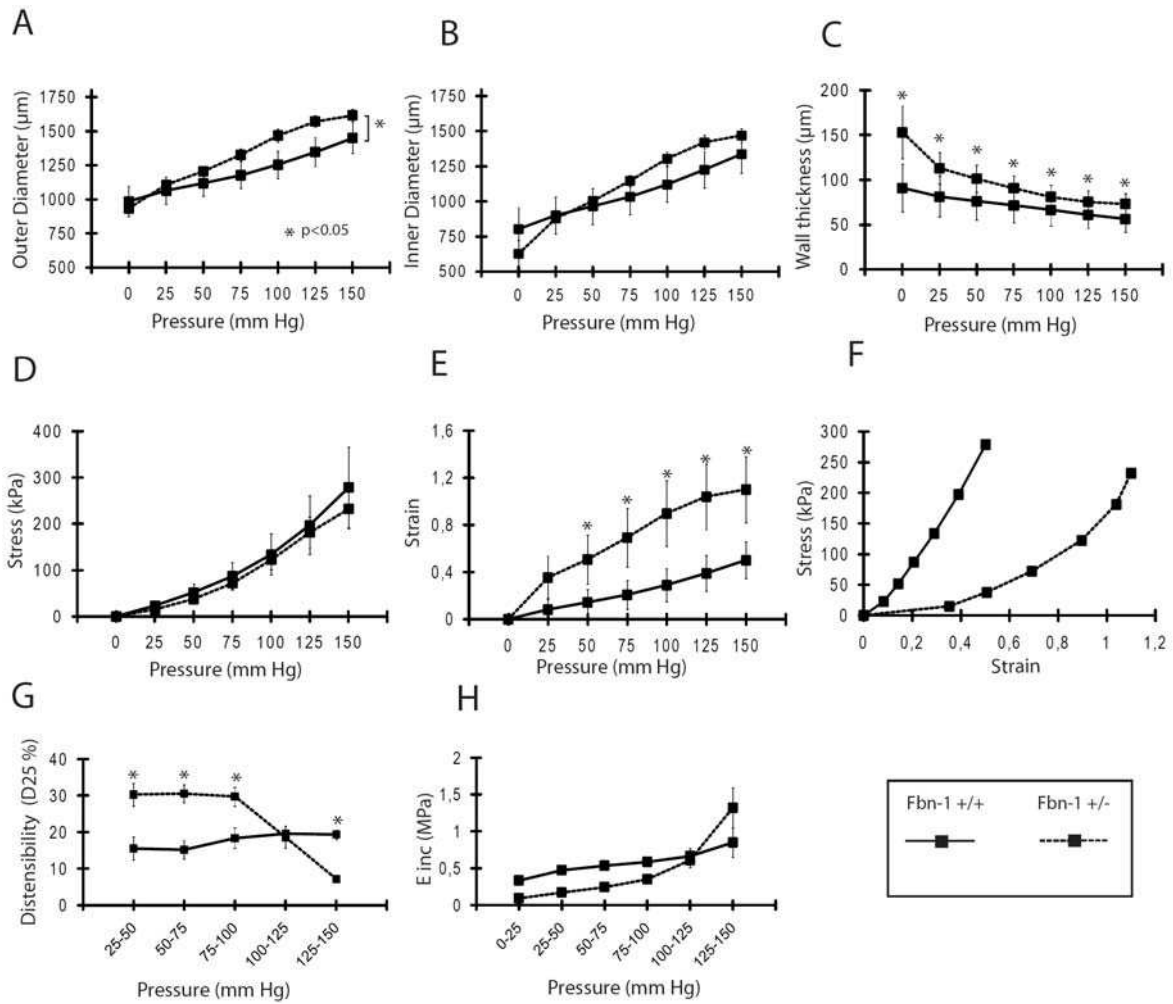 A
Outer Diameter (µm)
1750
1500
1250
1000
750
500
*
* p<0.05
0 25 50 75 100 125 150
Pressure (mm Hg)
B
Inner Diameter (µm)
1750
1500
1250
1000
750
500
0 25 50 75 100 125 150
Pressure (mm Hg)
C
Wall thickness (µm)
200
150
100
50
0
* * * * * * *
0 25 50 75 100 125 150
Pressure (mm Hg)
D
Stress (kPa)
400
300
200
100
0
0 25 50 75 100 125 150
Pressure (mm Hg)
E
Strain
1,6
1,2
0,8
0,4
0
* * * * *
0 25 50 75 100 125 150
Pressure (mm Hg)
F
Stress (kPa)
300
250
200
150
100
50
0
0 0,2 0,4 0,6 0,8 1 1,2
Strain
G
Distensibility (D25 %)
40
30
20
10
0
* * * *
25-50 50-75 75-100 100-125 125-150
Pressure (mm Hg)
H
E inc (MPa)
2
1,5
1
0,5
0
0-25 25-50 50-75 75-100 100-125 125-150
Pressure (mm Hg)
Fbn-1 +/+ Fbn-1 +/-